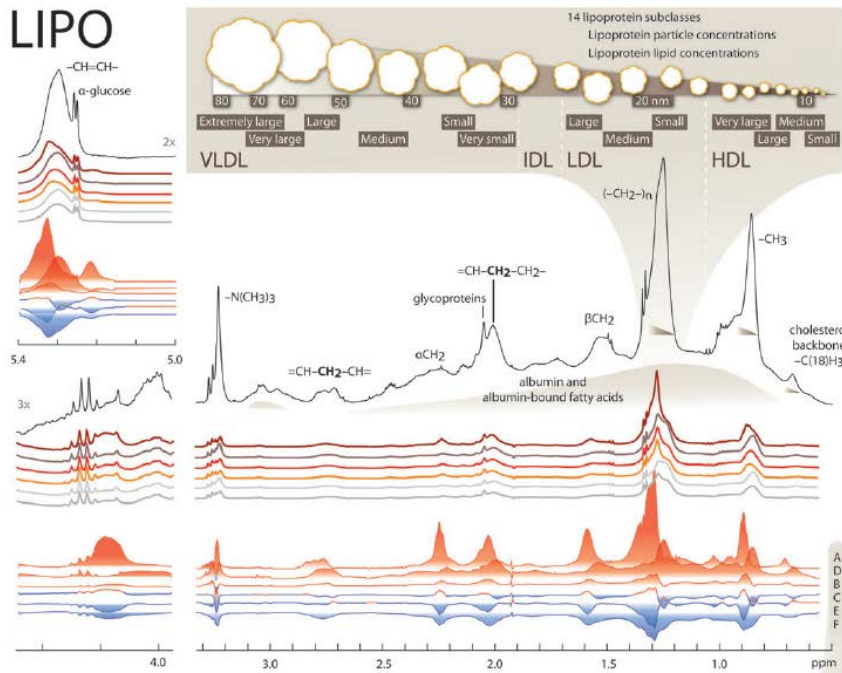 LIPO
14 lipoprotein subclasses
Lipoprotein particle concentrations
Lipoprotein lipid concentrations
80 70 60 50 40 30 20 nm 10
Extremely large Large Small Large Small Very large Medium
Very large Medium Very small Medium Large Small
VLDL IDL LDL HDL
–CH=CH–
α-glucose
2x
5.4 5.0
(–CH2–)n
–CH3
=CH–CH2–CH2–
–N(CH3)3
glycoproteins
βCH2
cholesterol
backbone
–C(18)H3
αCH2
=CH–CH2–CH=
albumin and
albumin-bound fatty acids
3x
A
D
B
C
E
F
4.0 3.0 2.0 1.5 1.0 ppm